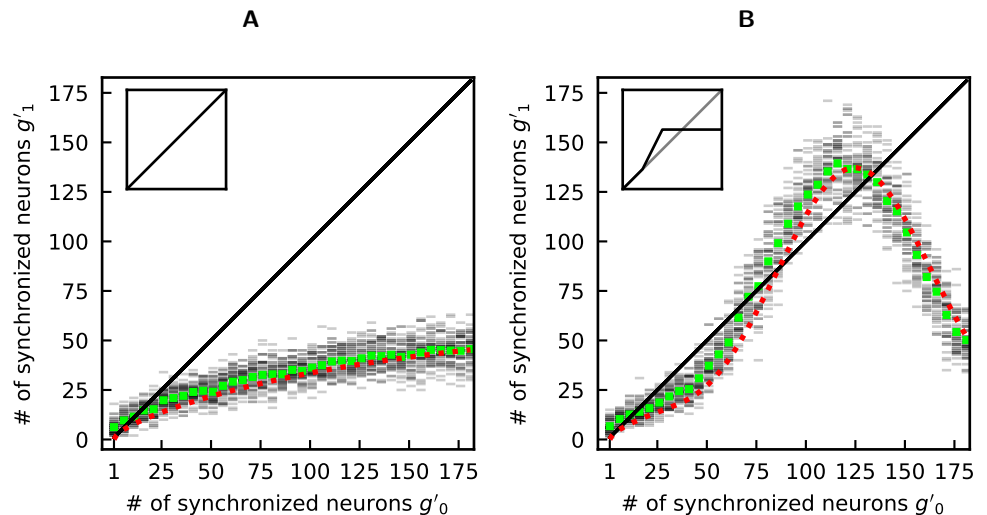 A
B
175
150
125
100
75
50
25
0
# of synchronized neurons g′₁
1 25 50 75 100 125 150 175
# of synchronized neurons g′₀
175
150
125
100
75
50
25
0
# of synchronized neurons g′₁
1 25 50 75 100 125 150 175
# of synchronized neurons g′₀